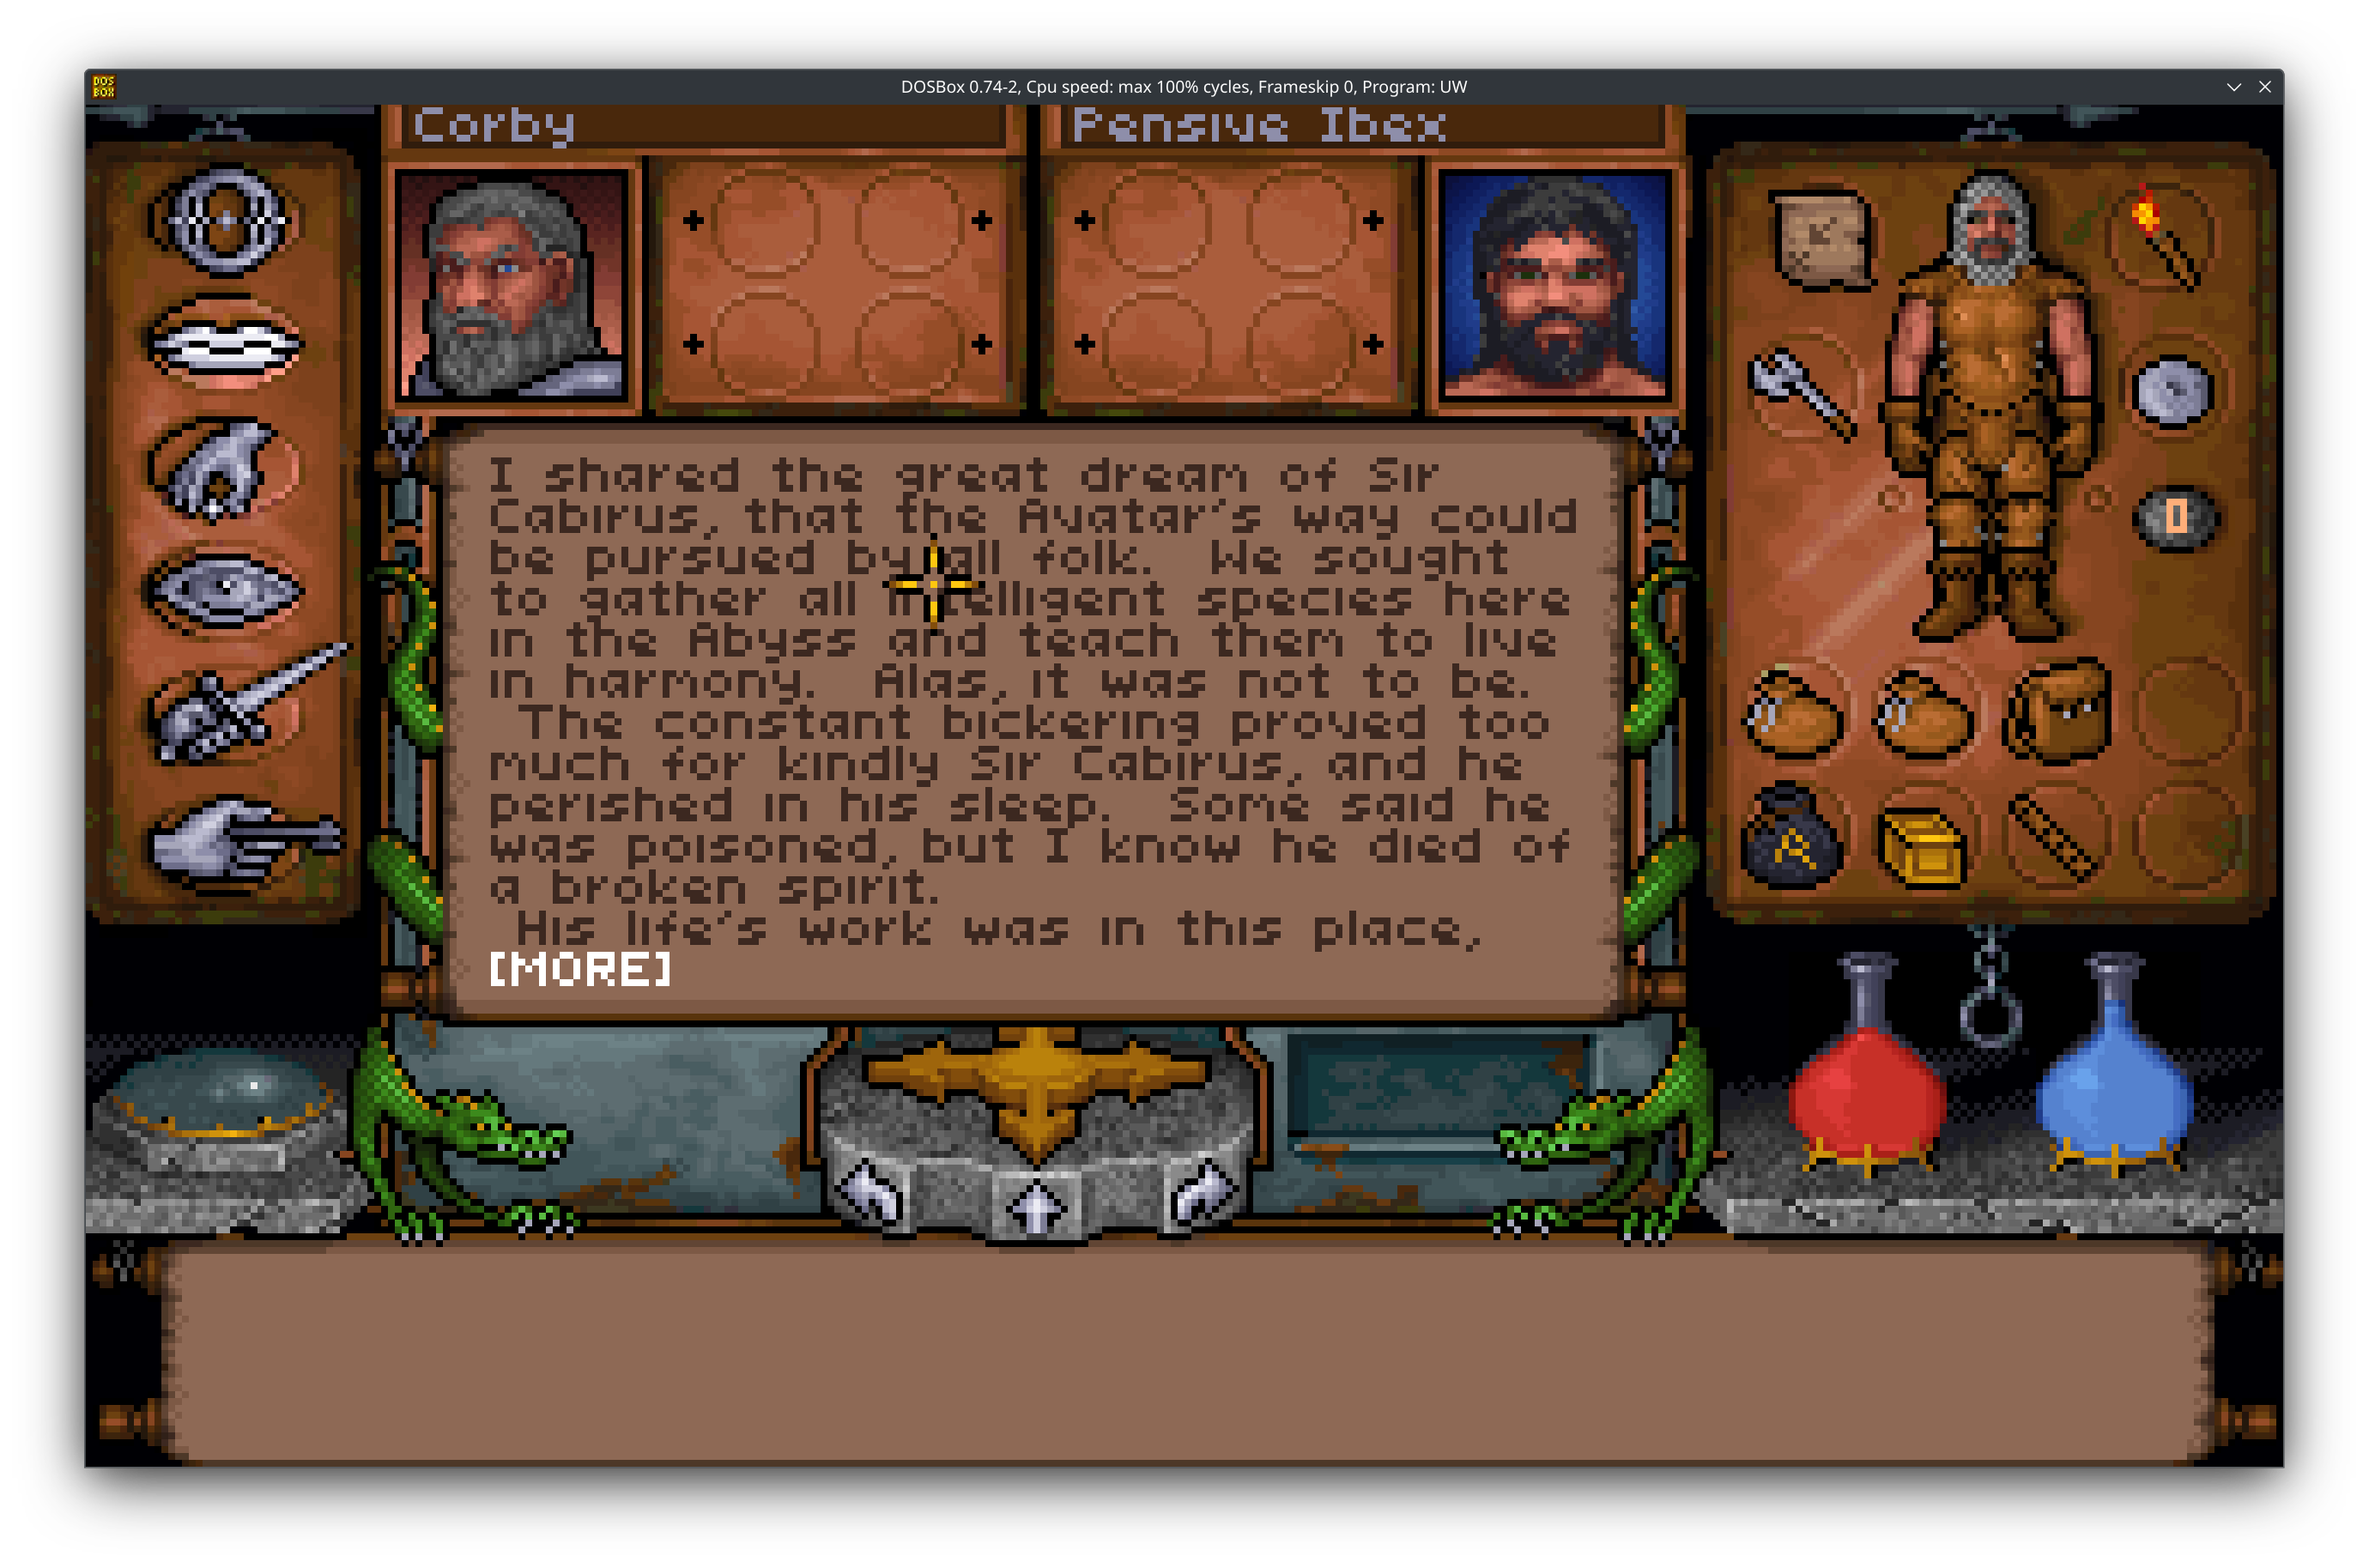 DOS BOX
DOSBox 0.74-2, Cpu speed: max 100% cycles, Frameskip 0, Program: UW
Corby
Pensive Ibex
I shared the great dream of Sir
Cabirus, that the Avatar's way could
be pursued by all folk.  We sought
to gather all intelligent species here
in the Abyss and teach them to live
in harmony.  Alas, it was not to be.
The constant bickering proved too
much for kindly Sir Cabirus, and he
perished in his sleep.  Some said he
was poisoned, but I know he died of
a broken spirit.
His life's work was in this place,
[MORE]